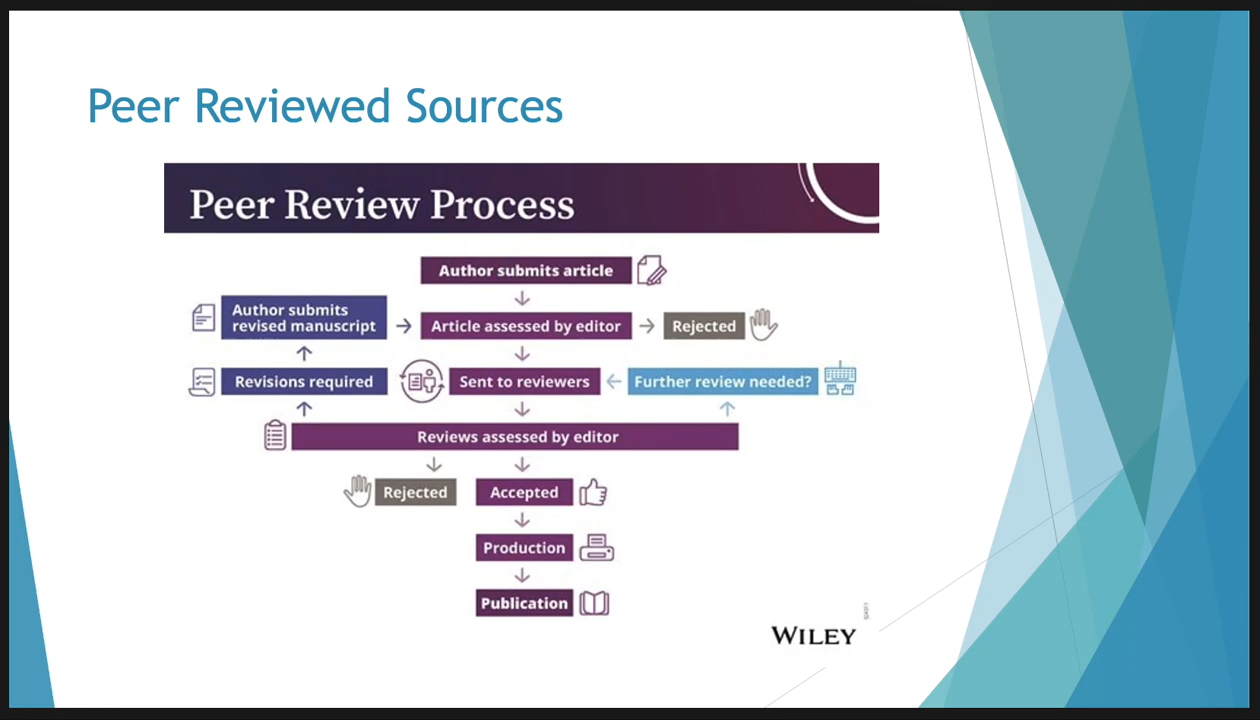 Peer Reviewed Sources
Peer Review Process
Author submits article
Author submits
revised manuscript
Article assessed by editor
Rejected
Revisions required
Sent to reviewers
Further review needed?
Reviews assessed by editor
Rejected
Accepted
Production
Publication
WILEY